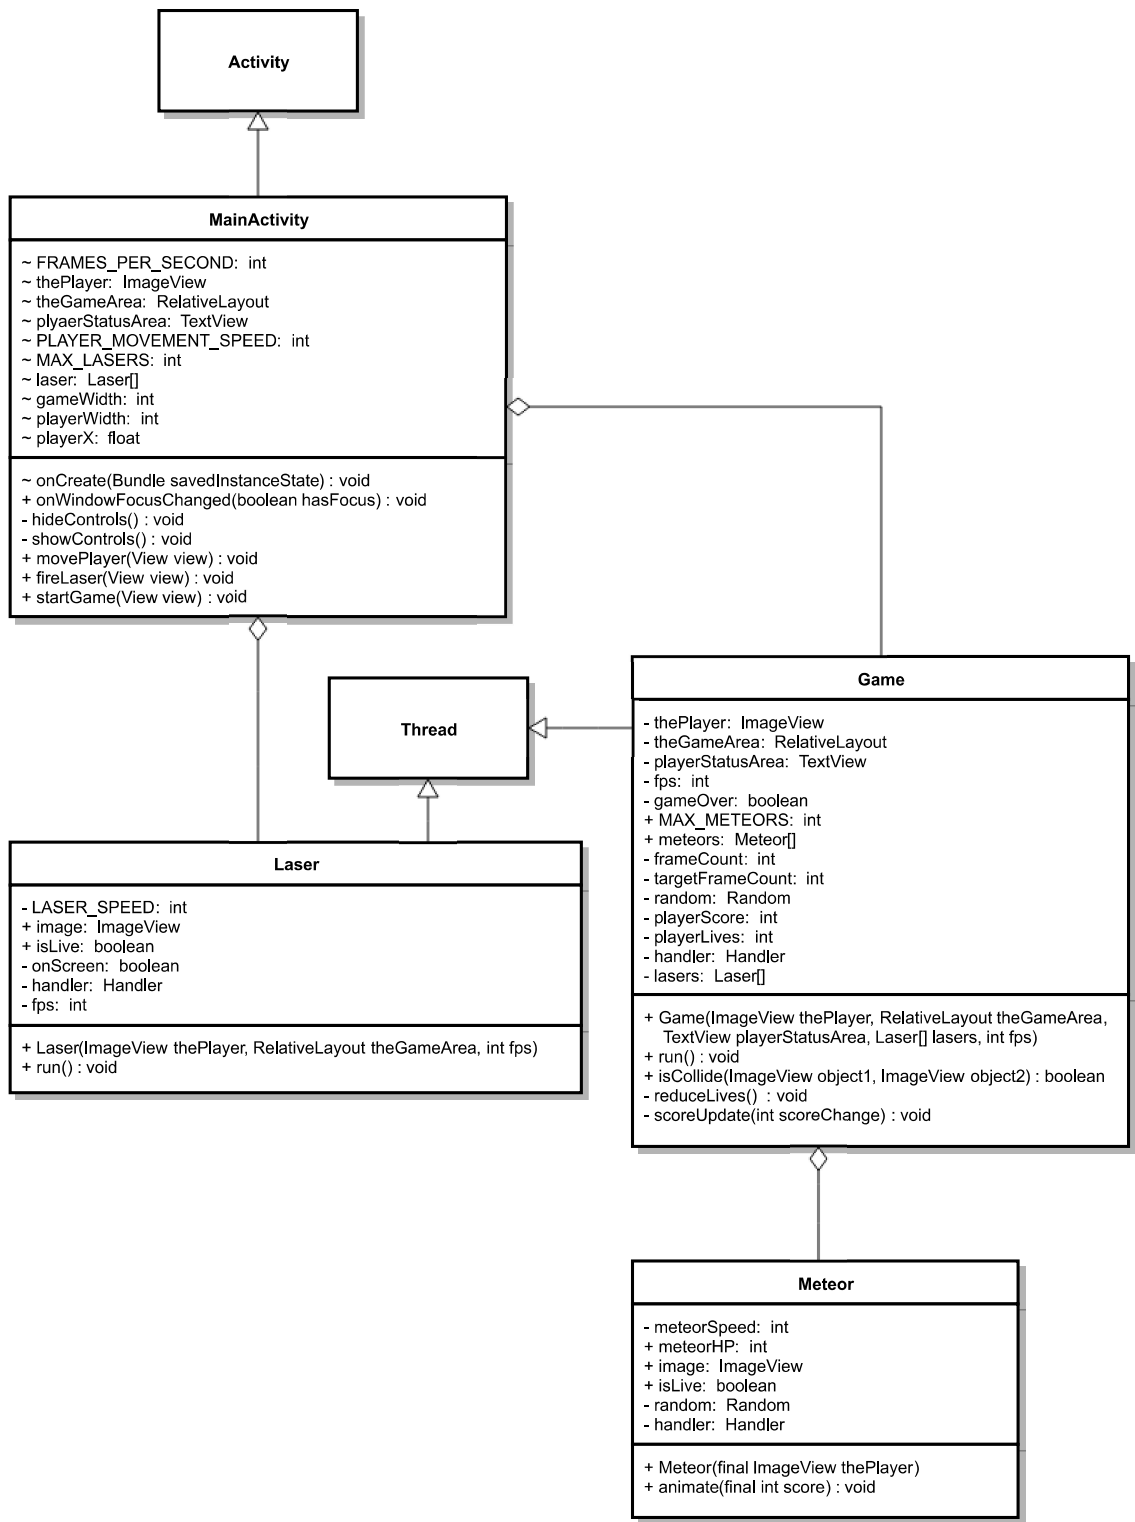 Activity
MainActivity
~ FRAMES_PER_SECOND: int
~ thePlayer: ImageView
~ theGameArea: RelativeLayout
~ plyaerStatusArea: TextView
~ PLAYER_MOVEMENT_SPEED: int
~ MAX_LASERS: int
~ laser: Laser[]
~ gameWidth: int
~ playerWidth: int
~ playerX: float
~ onCreate(Bundle savedInstanceState) : void
+ onWindowFocusChanged(boolean hasFocus) : void
- hideControls() : void
- showControls() : void
+ movePlayer(View view) : void
+ fireLaser(View view) : void
+ startGame(View view) : void
Thread
Laser
- LASER_SPEED: int
+ image: ImageView
+ isLive: boolean
- onScreen: boolean
- handler: Handler
- fps: int
+ Laser(ImageView thePlayer, RelativeLayout theGameArea, int fps)
+ run() : void
Game
- thePlayer: ImageView
- theGameArea: RelativeLayout
- playerStatusArea: TextView
- fps: int
- gameOver: boolean
+ MAX_METEORS: int
+ meteors: Meteor[]
- frameCount: int
- targetFrameCount: int
- random: Random
- playerScore: int
- playerLives: int
- handler: Handler
- lasers: Laser[]
+ Game(ImageView thePlayer, RelativeLayout theGameArea,
TextView playerStatusArea, Laser[] lasers, int fps)
+ run() : void
+ isCollide(ImageView object1, ImageView object2) : boolean
- reduceLives() : void
- scoreUpdate(int scoreChange) : void
Meteor
- meteorSpeed: int
+ meteorHP: int
+ image: ImageView
+ isLive: boolean
- random: Random
- handler: Handler
+ Meteor(final ImageView thePlayer)
+ animate(final int score) : void